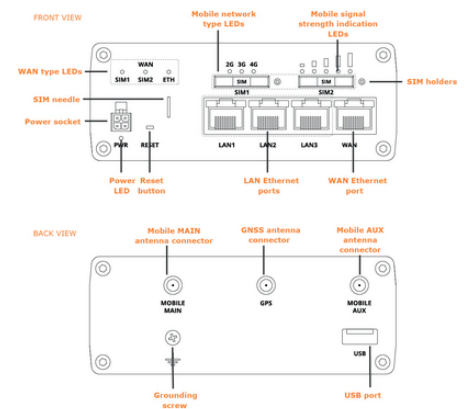 FRONT VIEW
Mobile network
type LEDs
Mobile signal
strength indication
LEDs
WAN type LEDs
WAN
SIM1 SIM2 ETH
2G 3G 4G
SIM
SIM1
SIM
SIM2
SIM holders
SIM needle
Power socket
PWR
RESET
LAN1
LAN2
LAN3
WAN
Power
LED
Reset
button
LAN Ethernet
ports
WAN Ethernet
port
BACK VIEW
Mobile MAIN
antenna connector
GNSS antenna
connector
Mobile AUX
antenna
connector
MOBILE
MAIN
GPS
MOBILE
AUX
USB
Grounding
screw
USB port